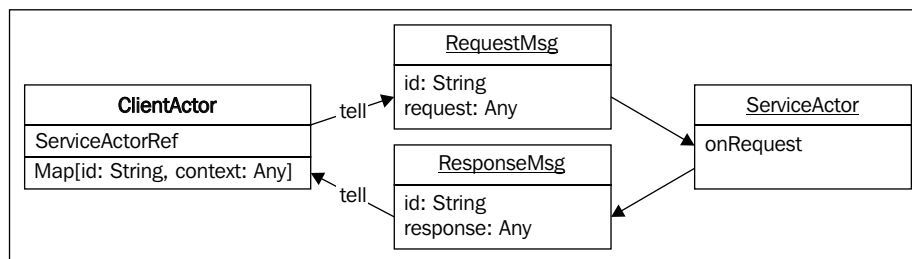 RequestMsg
id: String
request: Any
ClientActor
ServiceActorRef
Map[id: String, context: Any]
tell
tell
ServiceActor
onRequest
ResponseMsg
id: String
response: Any